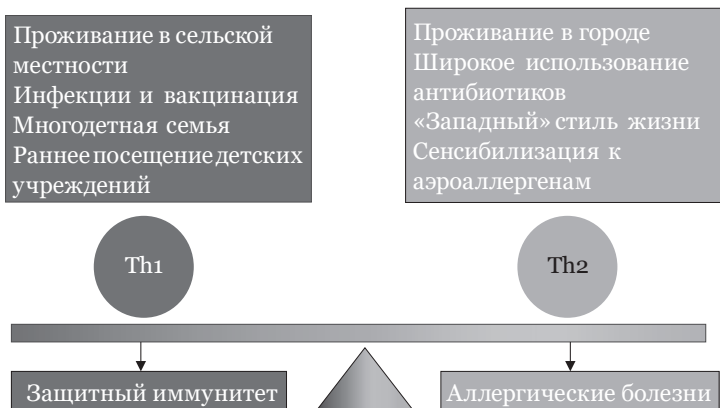 Проживание в сельской
местности
Инфекции и вакцинация
Многодетная семья
Раннее посещение детских
учреждений
Проживание в городе
Широкое использование
антибиотиков
«Западный» стиль жизни
Сенсибилизация к
аэроаллергенам
Th1
Th2
Защитный иммунитет
Аллергические болезни